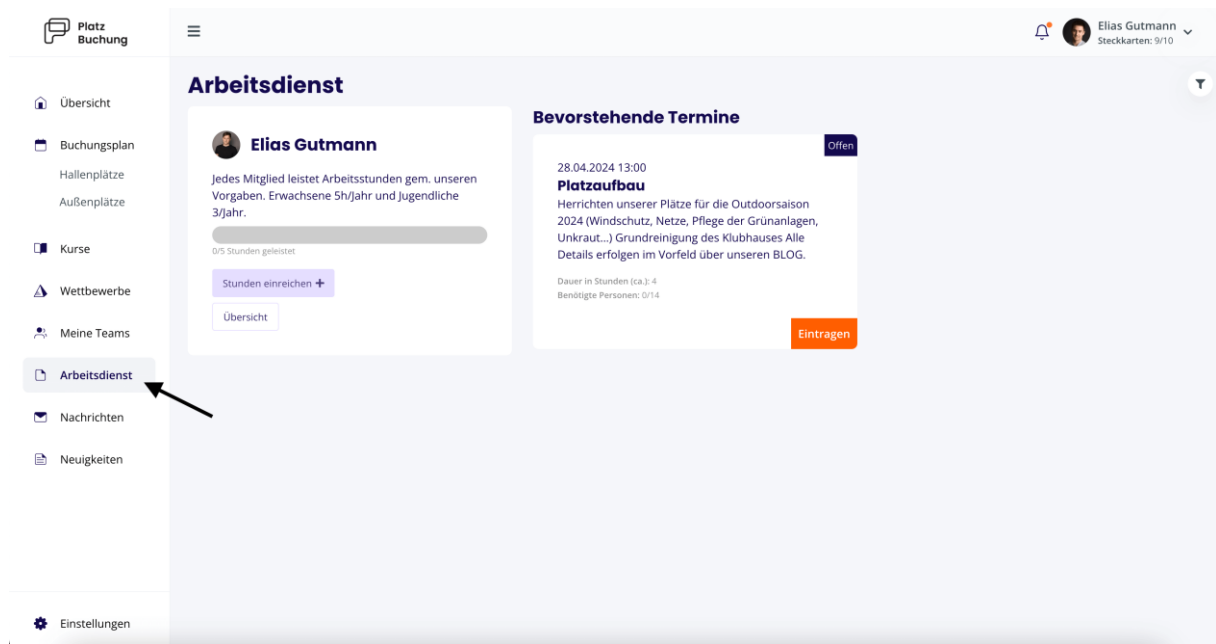 Platz
Buchung
Elias Gutmann
Steckkarten: 9/10
Übersicht
Buchungsplan
Hallenplätze
Außenplätze
Kurse
Wettbewerbe
Meine Teams
Arbeitsdienst
Nachrichten
Neuigkeiten
Einstellungen
Arbeitsdienst
Elias Gutmann
Jedes Mitglied leistet Arbeitsstunden gem. unseren
Vorgaben. Erwachsene 5h/Jahr und Jugendliche
3/Jahr.
0/5 Stunden geleistet
Stunden einreichen +
Übersicht
Bevorstehende Termine
Offen
28.04.2024 13:00
Platzaufbau
Herrichten unserer Plätze für die Outdoorsaison
2024 (Windschutz, Netze, Pflege der Grünanlagen,
Unkraut...) Grundreinigung des Klubhauses Alle
Details erfolgen im Vorfeld über unseren BLOG.
Dauer in Stunden (ca.): 4
Benötigte Personen: 0/14
Eintragen